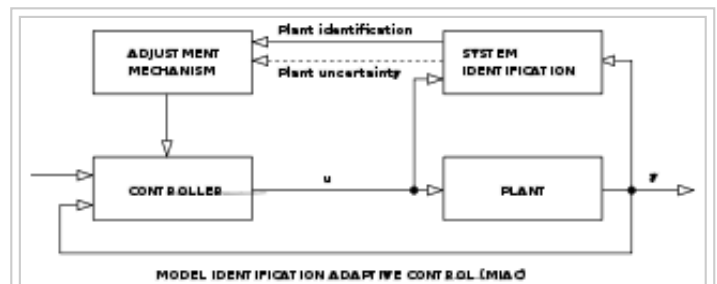 Plant identification
ADJUSTMENT
MECHANISM
SYSTEM
IDENTIFICATION
Plant uncertainty
CONTROLLER
u
PLANT
y
MODEL IDENTIFICATION ADAPTIVE CONTROL (MIAC)